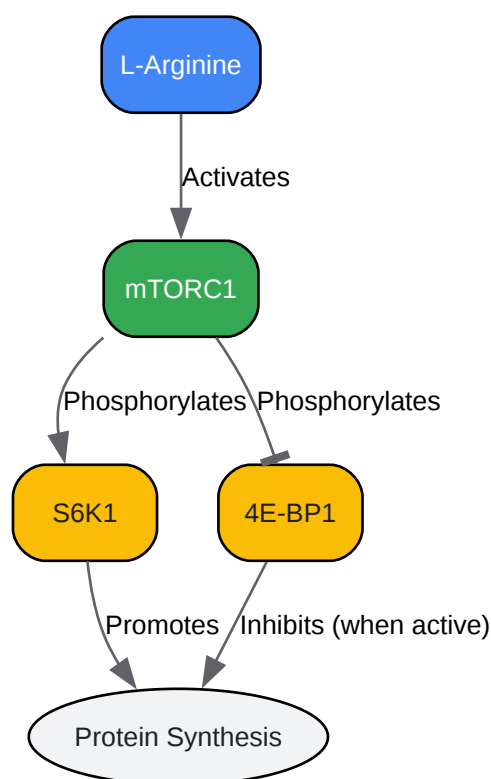 L-Arginine
Activates
mTORC1
Phosphorylates
Phosphorylates
S6K1
4E-BP1
Promotes
Inhibits (when active)
Protein Synthesis